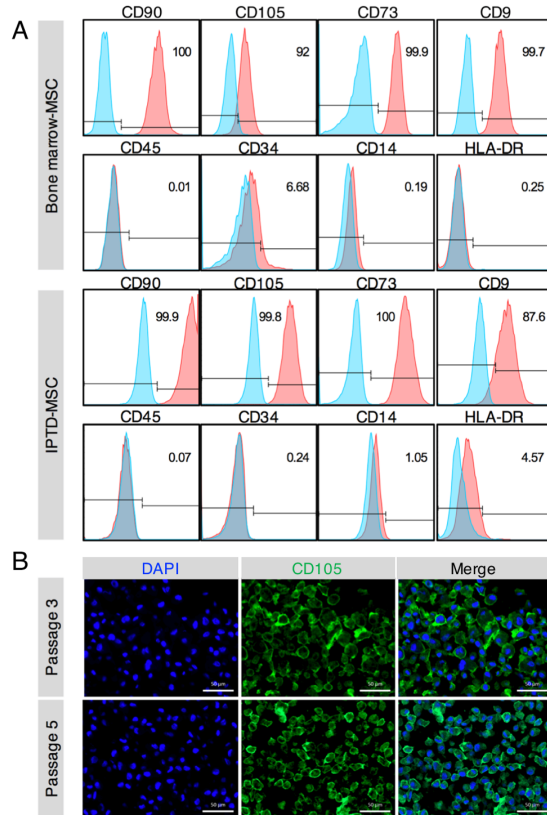 A
CD90 CD105 CD73 CD9
Bone marrow-MSC
100 92 99.9 99.7
CD45 CD34 CD14 HLA-DR
0.01 6.68 0.19 0.25
CD90 CD105 CD73 CD9
IPTD-MSC
99.9 99.8 100 87.6
CD45 CD34 CD14 HLA-DR
0.07 0.24 1.05 4.57
B
DAPI CD105 Merge
Passage 3
50 µm 50 µm 50 µm
Passage 5
50 µm 50 µm 50 µm